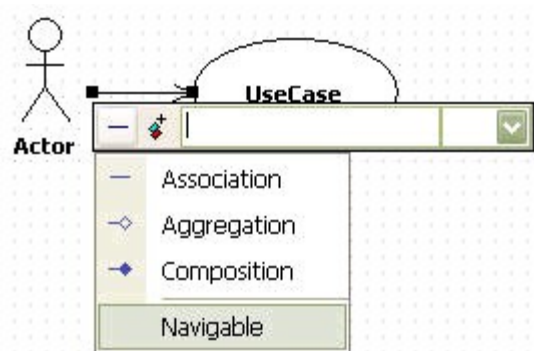 UseCase
Actor
Association
Aggregation
Composition
Navigable